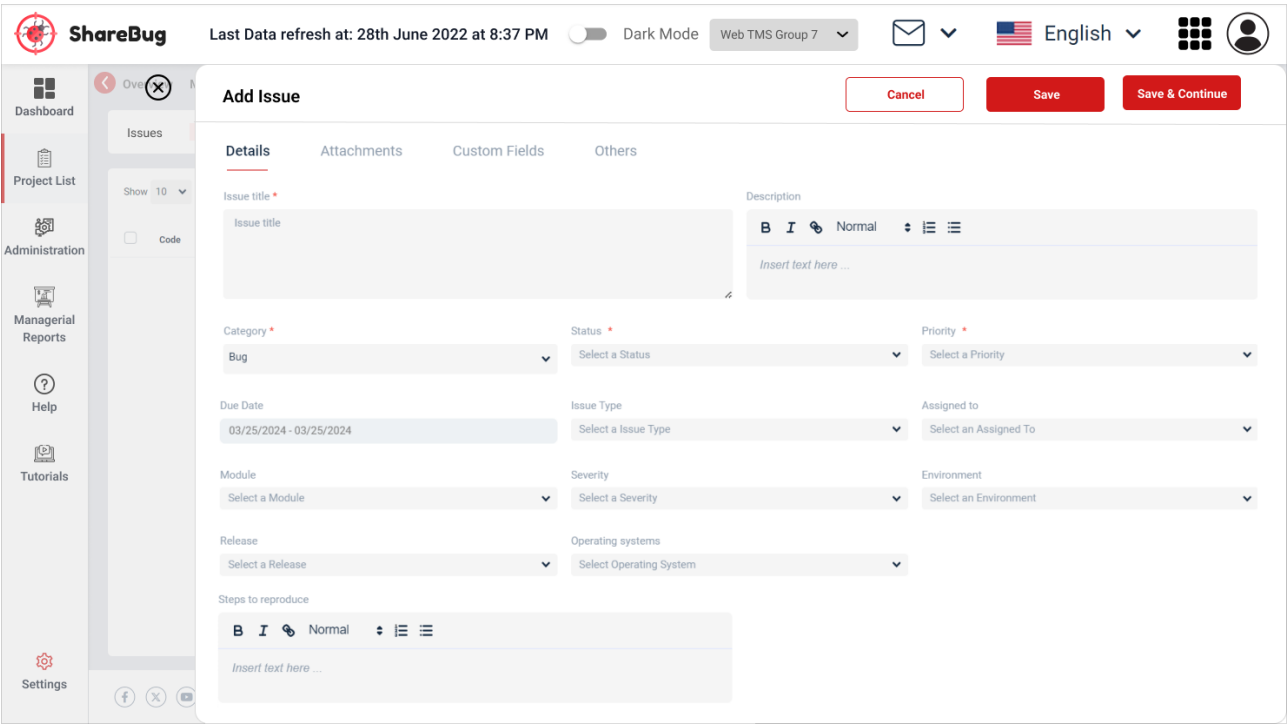 ShareBug
Last Data refresh at: 28th June 2022 at 8:37 PM
Dark Mode
Web TMS Group 7
English
Dashboard
Project List
Administration
Managerial
Reports
Help
Tutorials
Settings
Issues
Show 10
Code
Add Issue
Cancel
Save
Save & Continue
Details Attachments Custom Fields Others
Issue title *
Issue title
Description
B I Normal
Insert text here ...
Category * Status * Priority *
Bug Select a Status Select a Priority
Due Date Issue Type Assigned to
03/25/2024 - 03/25/2024 Select a Issue Type Select an Assigned To
Module Severity Environment
Select a Module Select a Severity Select an Environment
Release Operating systems
Select a Release Select Operating System
Steps to reproduce
B I Normal
Insert text here ...